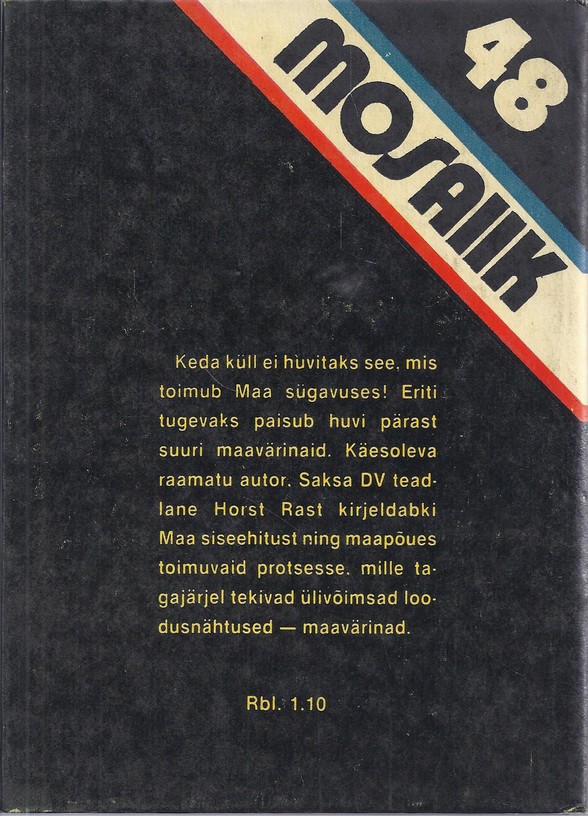 48
MOSAIIK
Keda küll ei huvitaks see, mis
toimub Maa sügavuses! Eriti
tugevaks paisub huvi pärast
suuri maavärinaid. Käesoleva
raamatu autor, Saksa DV tead-
lane Horst Rast kirjeldabki
Maa siseehitust ning maapõues
toimuvaid protsesse, mille ta-
gajärjel tekivad ülivõimsad loo-
dusnähtused — maavärinad.
Rbl. 1.10